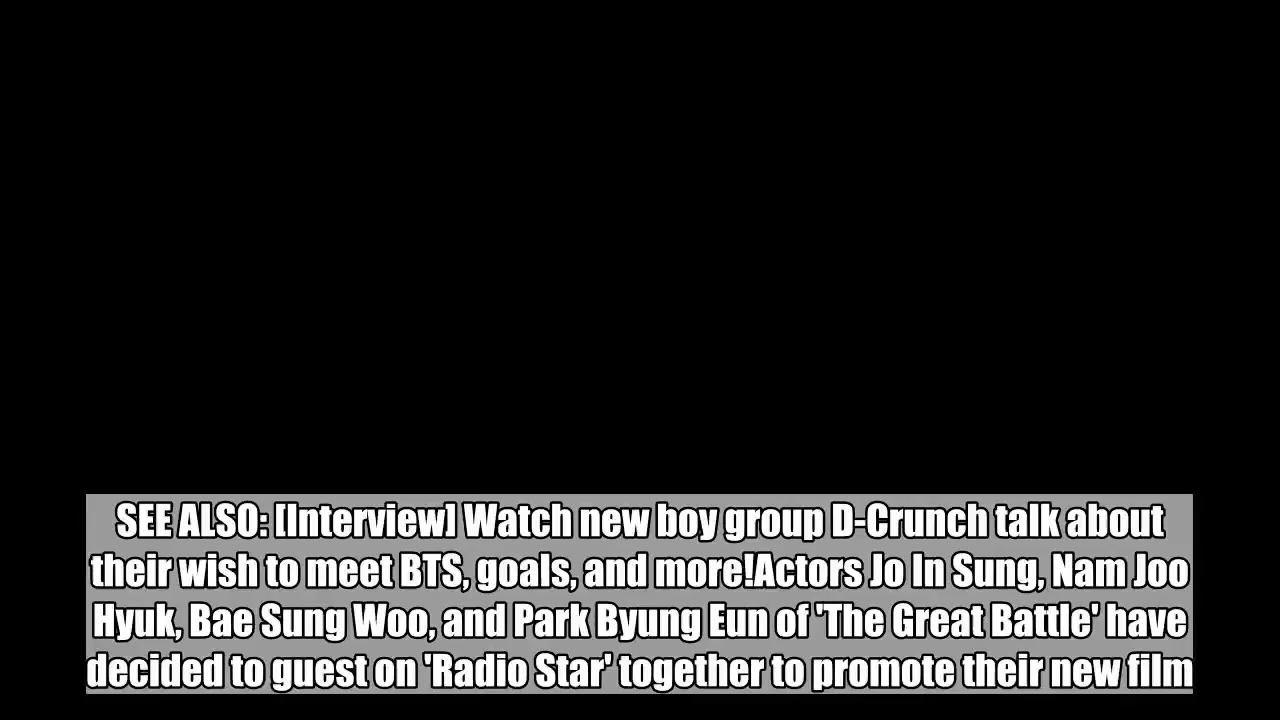 SEE ALSO: [Interview] Watch new boy group D-Crunch talk about
their wish to meet BTS, goals, and more!Actors Jo In Sung, Nam Joo
Hyuk, Bae Sung Woo, and Park Byung Eun of 'The Great Battle' have
decided to guest on 'Radio Star' together to promote their new film